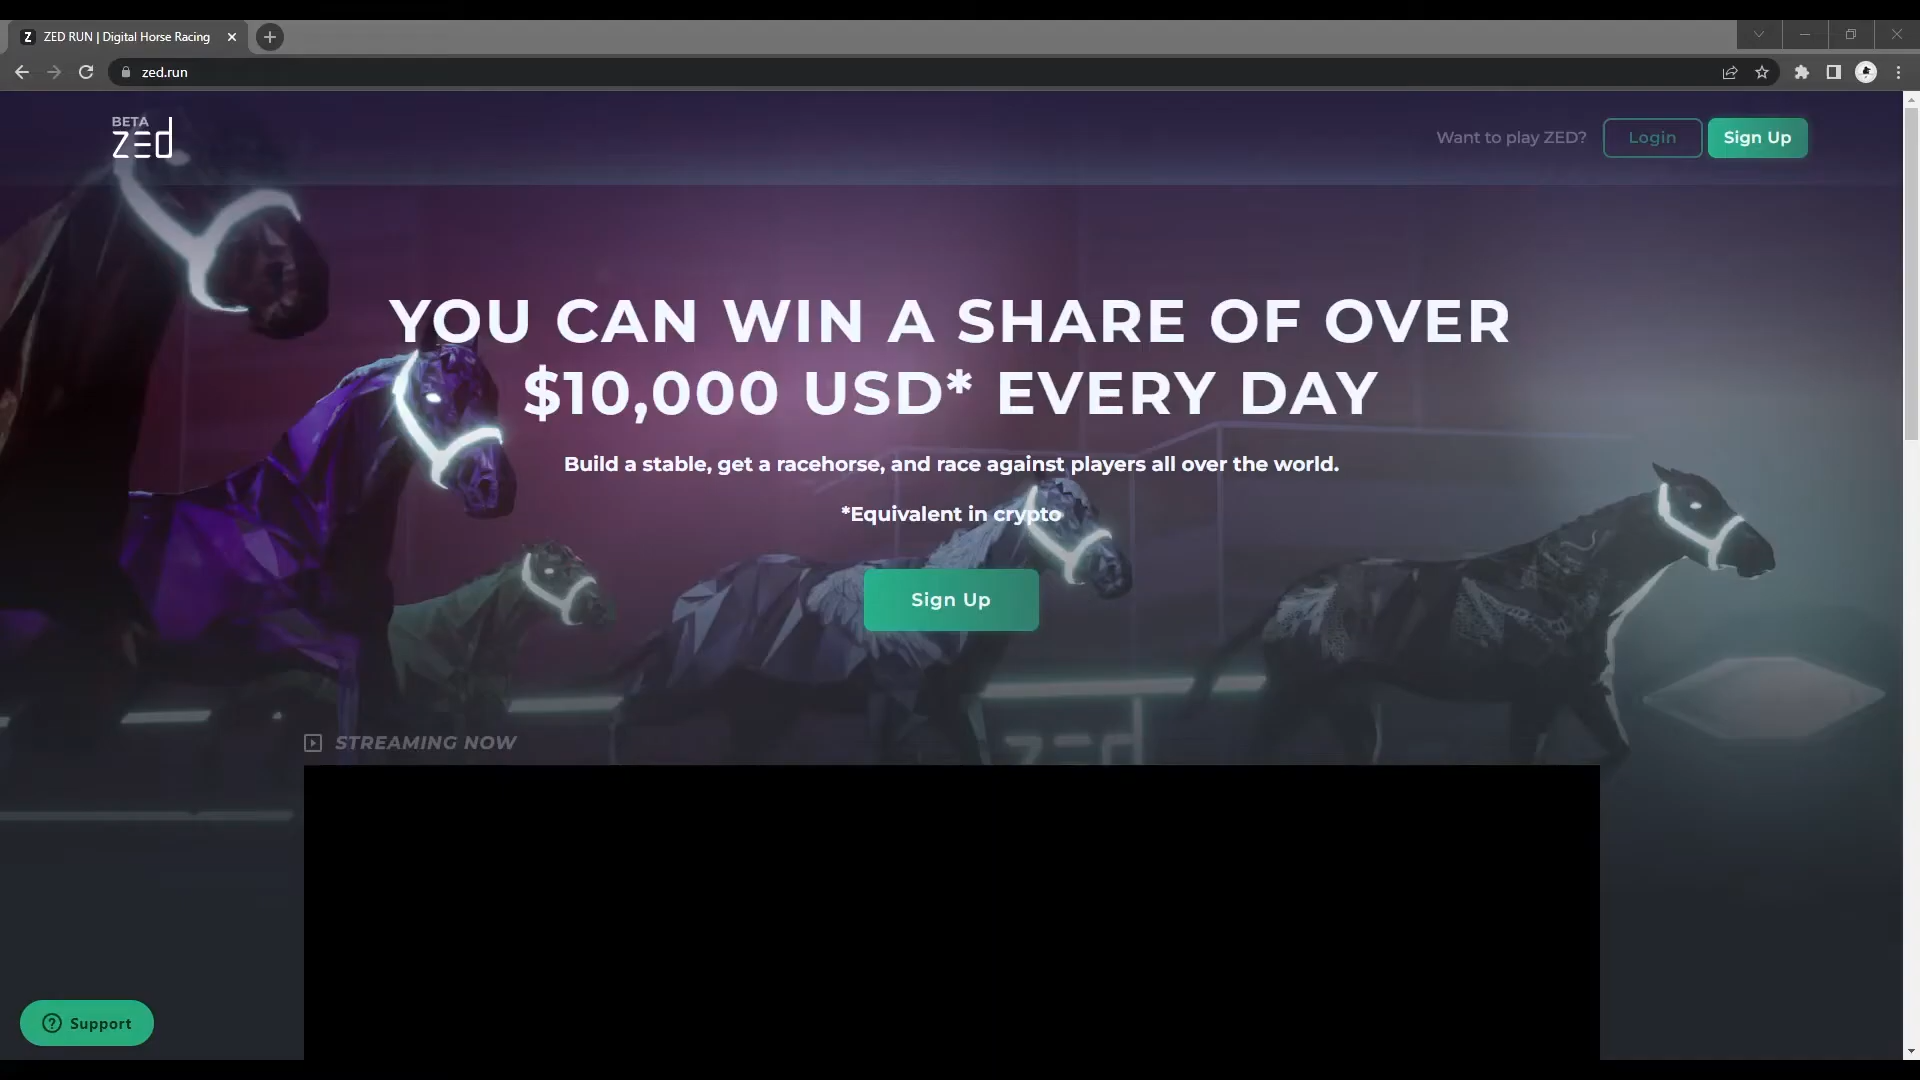 Z ZED RUN | Digital Horse Racing
zed.run
BETA
zed
Want to play ZED?
Login
Sign Up
YOU CAN WIN A SHARE OF OVER
$10,000 USD* EVERY DAY
Build a stable, get a racehorse, and race against players all over the world.
*Equivalent in crypto
Sign Up
zed
STREAMING NOW
Support